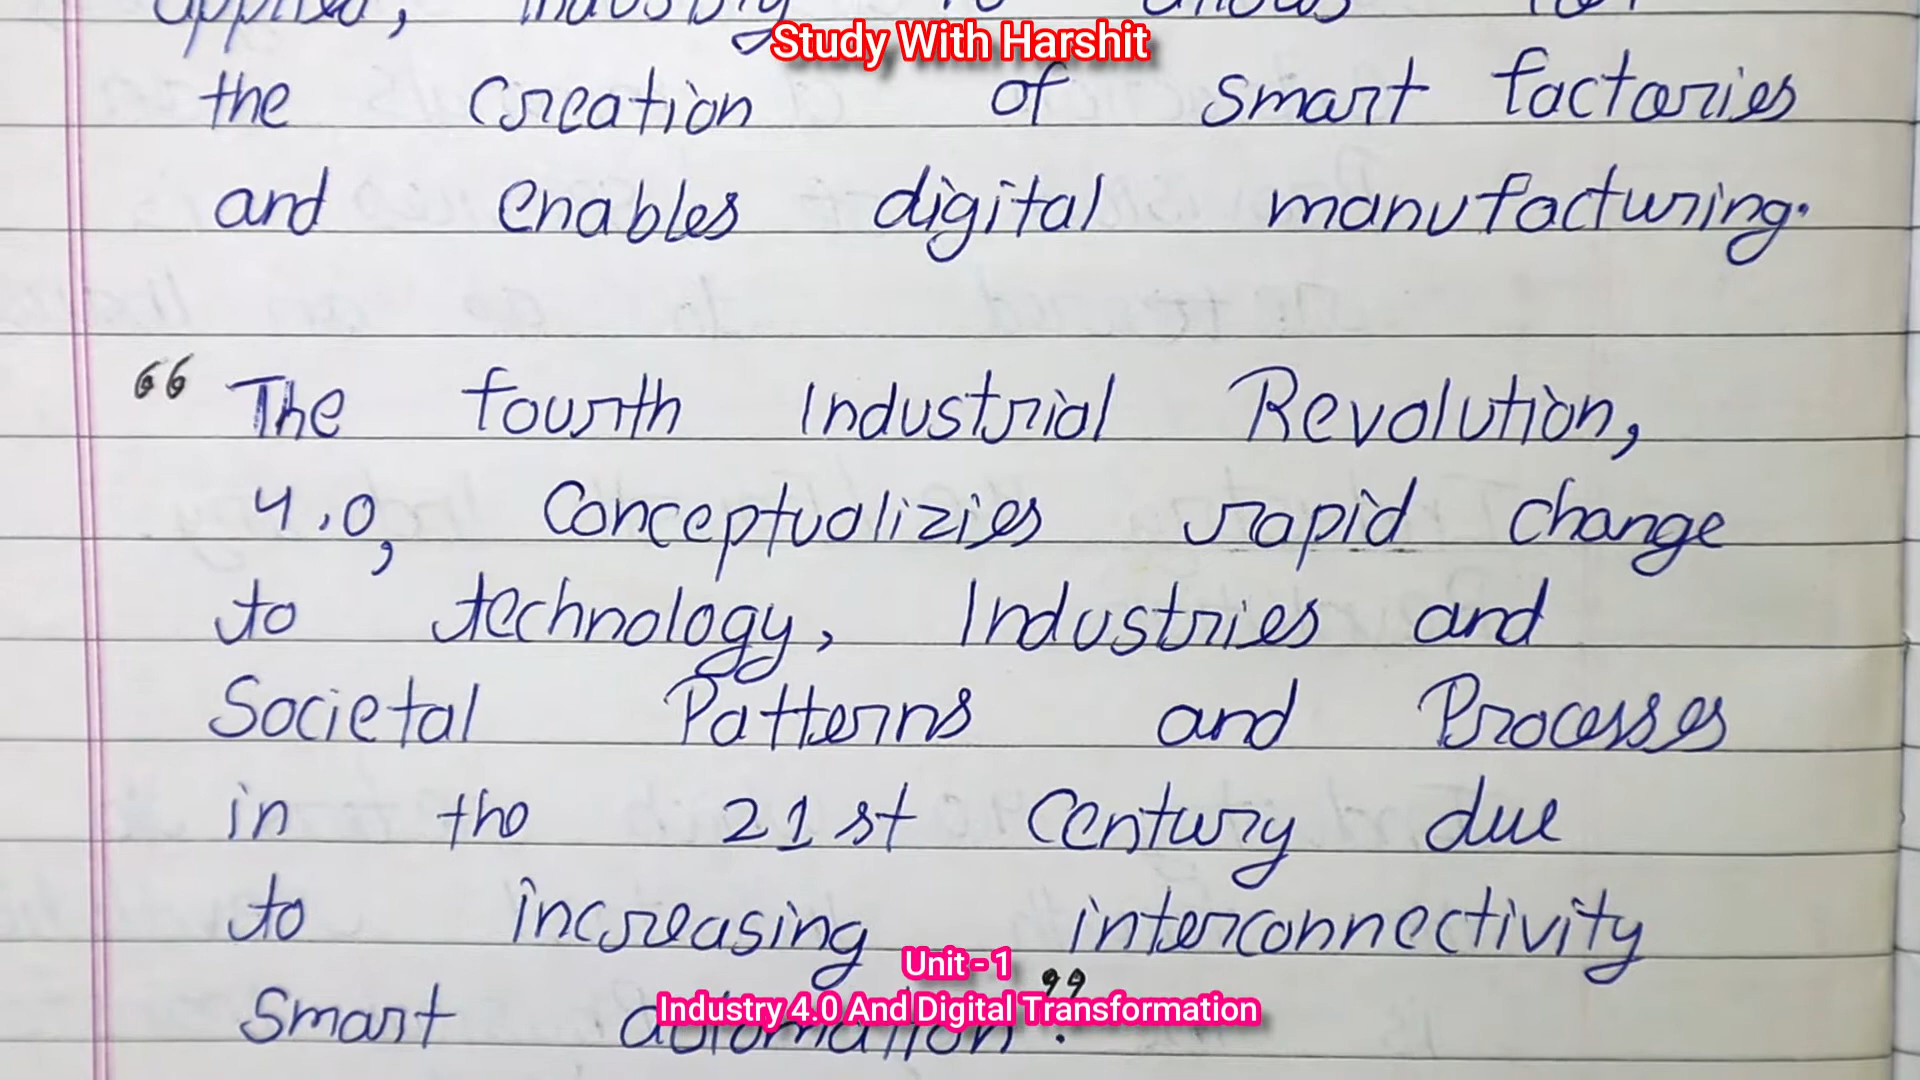 Study With Harshit
the creation of smart factories
and enables digital manufacturing.
"The fourth Industrial Revolution,
4.0, Conceptualizies rapid change
to technology, Industries and
Societal Patterns and Processes
in the 21st Century due
to increasing interconnectivity
Smart automation".
Unit - 1
Industry 4.0 And Digital Transformation